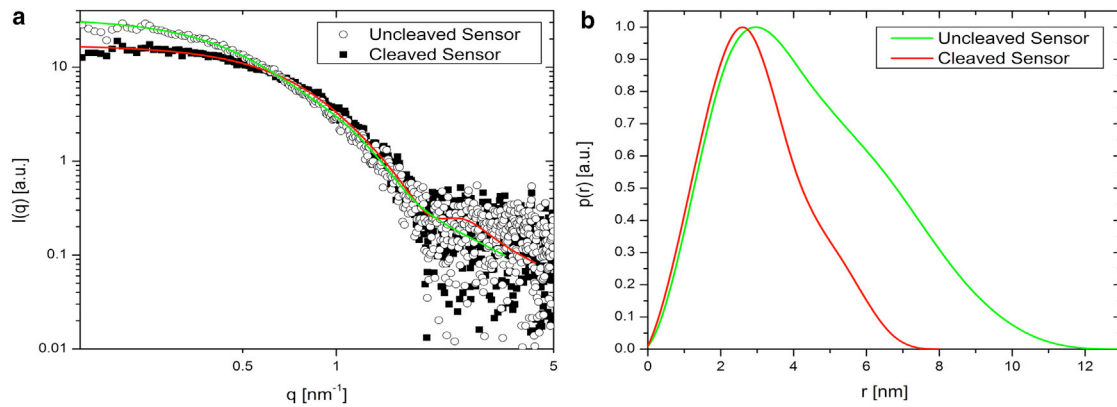 a
Uncleaved Sensor
Cleaved Sensor
10
1
0.1
0.01
I(q) [a.u.]
0.5
1
5
q [nm⁻¹]
b
Uncleaved Sensor
Cleaved Sensor
1.0
0.9
0.8
0.7
0.6
0.5
0.4
0.3
0.2
0.1
0.0
p(r) [a.u.]
0 2 4 6 8 10 12
r [nm]